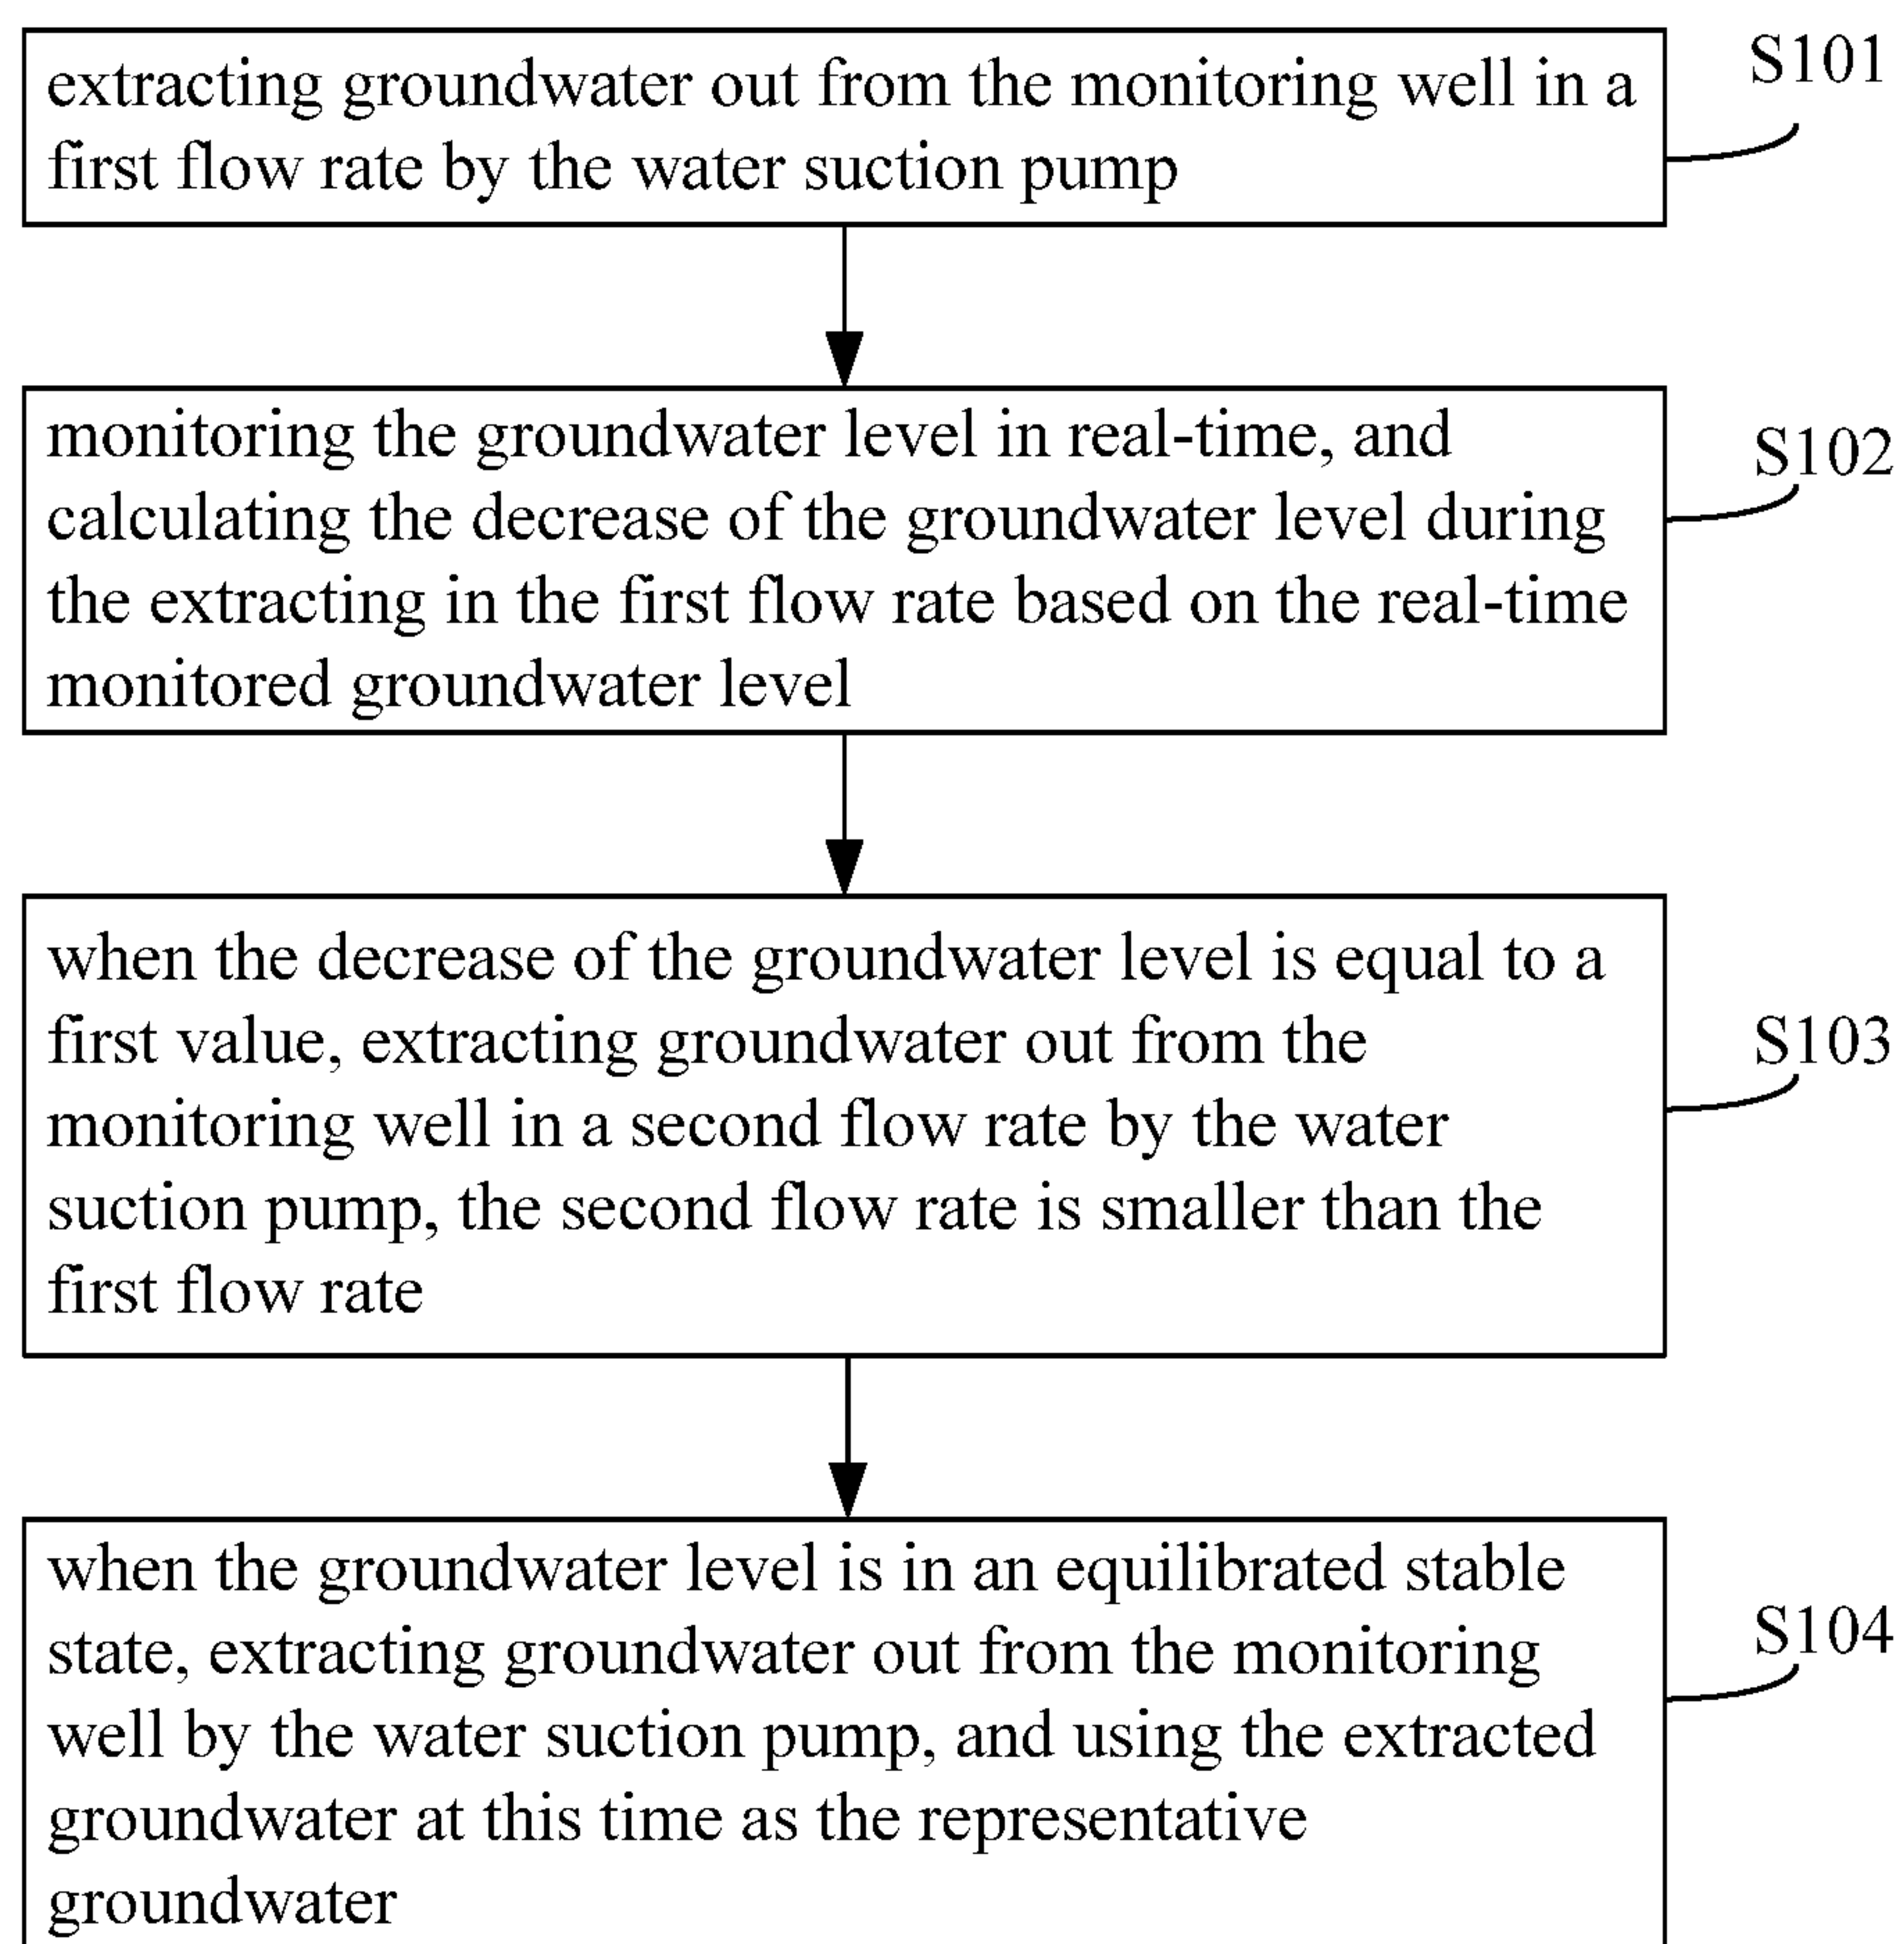 extracting groundwater out from the monitoring well in a
first flow rate by the water suction pump
S101
monitoring the groundwater level in real-time, and
calculating the decrease of the groundwater level during
the extracting in the first flow rate based on the real-time
monitored groundwater level
S102
when the decrease of the groundwater level is equal to a
first value, extracting groundwater out from the
monitoring well in a second flow rate by the water
suction pump, the second flow rate is smaller than the
first flow rate
S103
when the groundwater level is in an equilibrated stable
state, extracting groundwater out from the monitoring
well by the water suction pump, and using the extracted
groundwater at this time as the representative
groundwater
S104